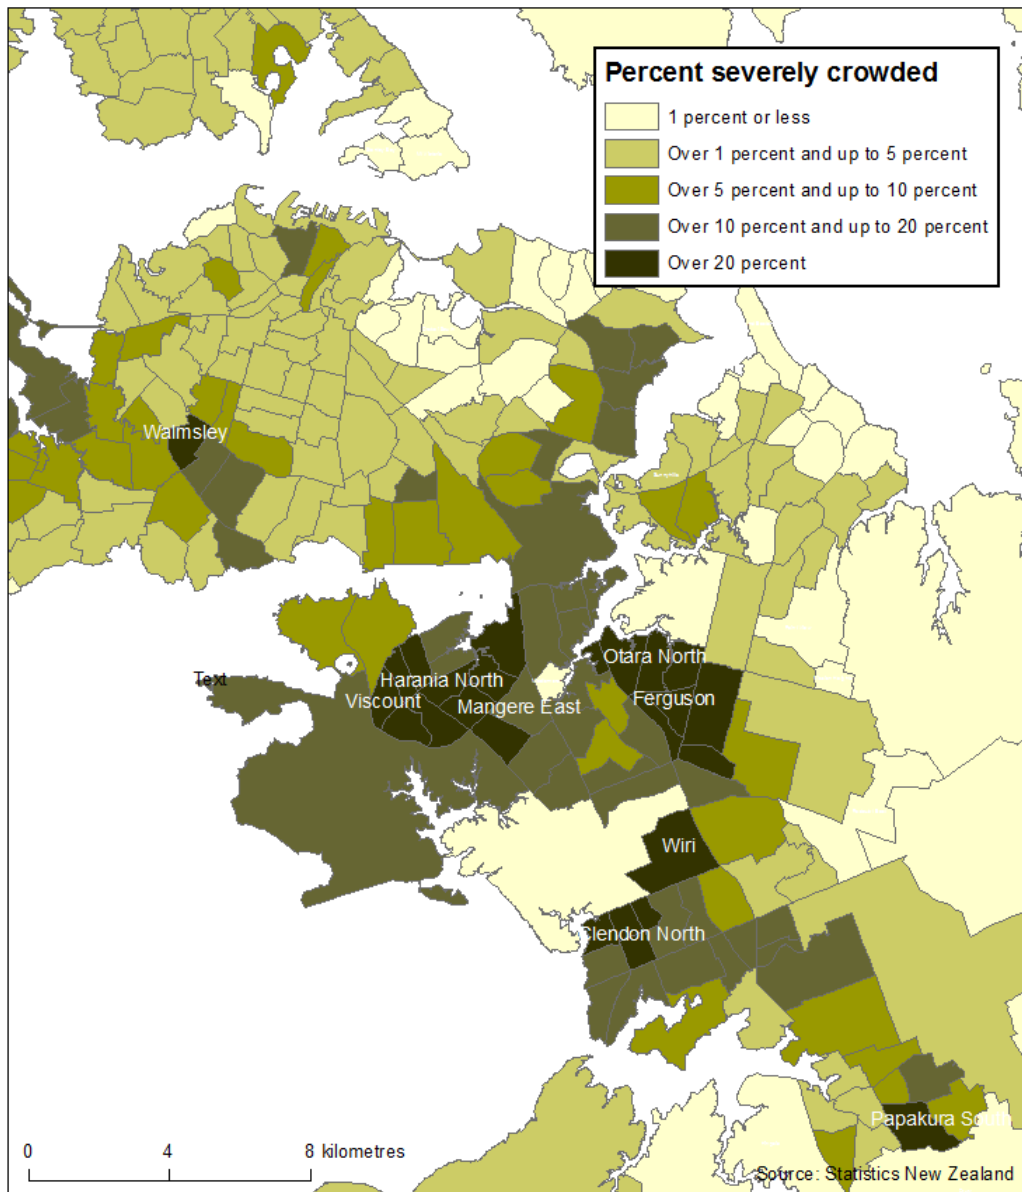 Percent severely crowded
1 percent or less
Over 1 percent and up to 5 percent
Over 5 percent and up to 10 percent
Over 10 percent and up to 20 percent
Over 20 percent
Walmsley
Otara North
Text
Harania North
Viscount
Ferguson
Mangere East
Wiri
Clendon North
Papakura South
0 4 8 kilometres
Source: Statistics New Zealand